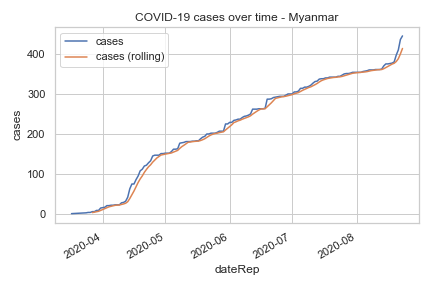 COVID-19 cases over time - Myanmar
cases
cases (rolling)
400
300
200
100
0
cases
2020-04
2020-05
2020-06
2020-07
2020-08
dateRep